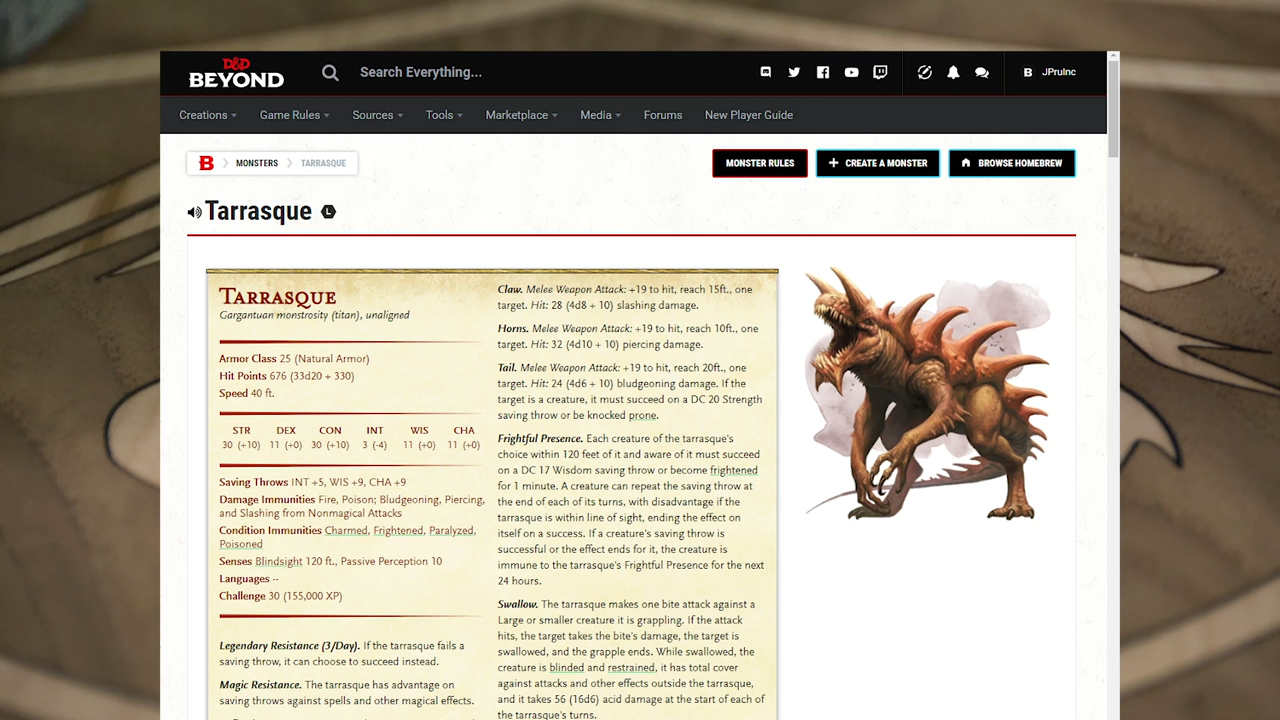 D&D
BEYOND
Search Everything...
B JPruInc
Creations Game Rules Sources Tools Marketplace Media Forums New Player Guide
B MONSTERS TARRASQUE
MONSTER RULES
+ CREATE A MONSTER
BROWSE HOMEBREW
Tarrasque L
TARRASQUE
Gargantuan monstrosity (titan), unaligned
Armor Class 25 (Natural Armor)
Hit Points 676 (33d20 + 330)
Speed 40 ft.
STR DEX CON INT WIS CHA
30 (+10) 11 (+0) 30 (+10) 3 (-4) 11 (+0) 11 (+0)
Saving Throws INT +5, WIS +9, CHA +9
Damage Immunities Fire, Poison; Bludgeoning, Piercing,
and Slashing from Nonmagical Attacks
Condition Immunities Charmed, Frightened, Paralyzed,
Poisoned
Senses Blindsight 120 ft., Passive Perception 10
Languages --
Challenge 30 (155,000 XP)
Legendary Resistance (3/Day). If the tarrasque fails a
saving throw, it can choose to succeed instead.
Magic Resistance. The tarrasque has advantage on
saving throws against spells and other magical effects.
Claw. Melee Weapon Attack: +19 to hit, reach 15ft., one
target. Hit: 28 (4d8 + 10) slashing damage.
Horns. Melee Weapon Attack: +19 to hit, reach 10ft., one
target. Hit: 32 (4d10 + 10) piercing damage.
Tail. Melee Weapon Attack: +19 to hit, reach 20ft., one
target. Hit: 24 (4d6 + 10) bludgeoning damage. If the
target is a creature, it must succeed on a DC 20 Strength
saving throw or be knocked prone.
Frightful Presence. Each creature of the tarrasque's
choice within 120 feet of it and aware of it must succeed
on a DC 17 Wisdom saving throw or become frightened
for 1 minute. A creature can repeat the saving throw at
the end of each of its turns, with disadvantage if the
tarrasque is within line of sight, ending the effect on
itself on a success. If a creature's saving throw is
successful or the effect ends for it, the creature is
immune to the tarrasque's Frightful Presence for the next
24 hours.
Swallow. The tarrasque makes one bite attack against a
Large or smaller creature it is grappling. If the attack
hits, the target takes the bite's damage, the target is
swallowed, and the grapple ends. While swallowed, the
creature is blinded and restrained, it has total cover
against attacks and other effects outside the tarrasque,
and it takes 56 (16d6) acid damage at the start of each of
the tarrasque's turns.